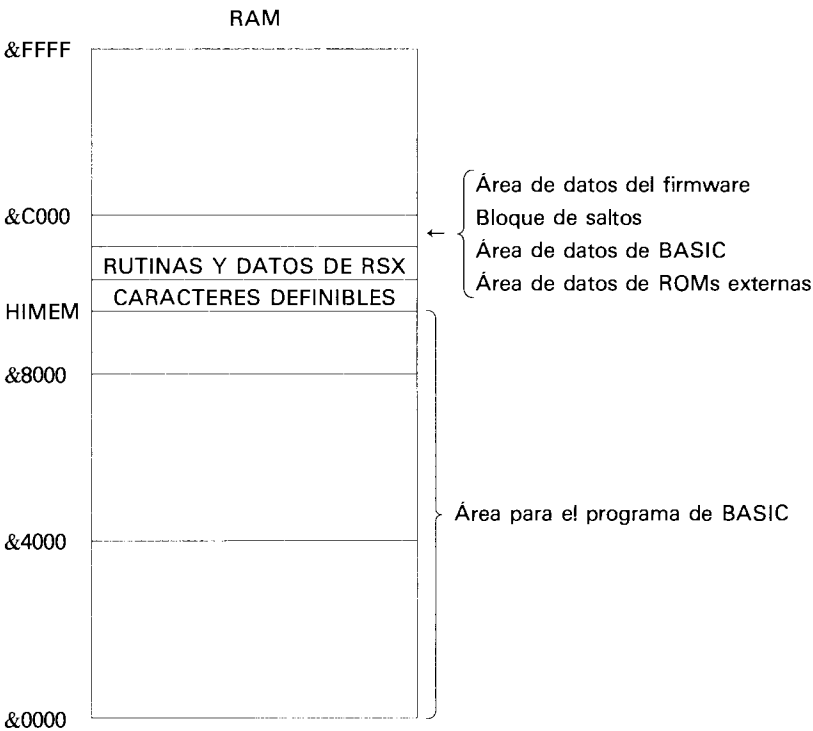 RAM
&FFFF
&C000
RUTINAS Y DATOS DE RSX
CARACTERES DEFINIBLES
HIMEM
&8000
&4000
&0000
← 
Área de datos del firmware
Bloque de saltos
Área de datos de BASIC
Área de datos de ROMs externas
Área para el programa de BASIC